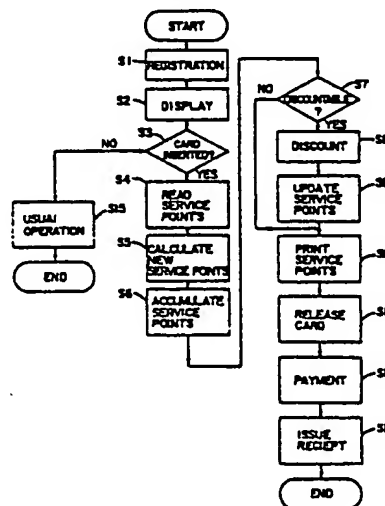 START
S1
REGISTRATION
S2
DISPLAY
S3
CARD
INSERTED?
NO
YES
S4
READ
SERVICE
POINTS
S15
USUAL
OPERATION
END
S5
CALCULATE
NEW
SERVICE POINTS
S6
ACCUMULATE
SERVICE
POINTS
S7
DISCOUNTABLE
?
NO
YES
DISCOUNT
UPDATE
SERVICE
POINTS
PRINT
SERVICE
POINTS
RELEASE
CARD
PAYMENT
ISSUE
RECIEPT
END